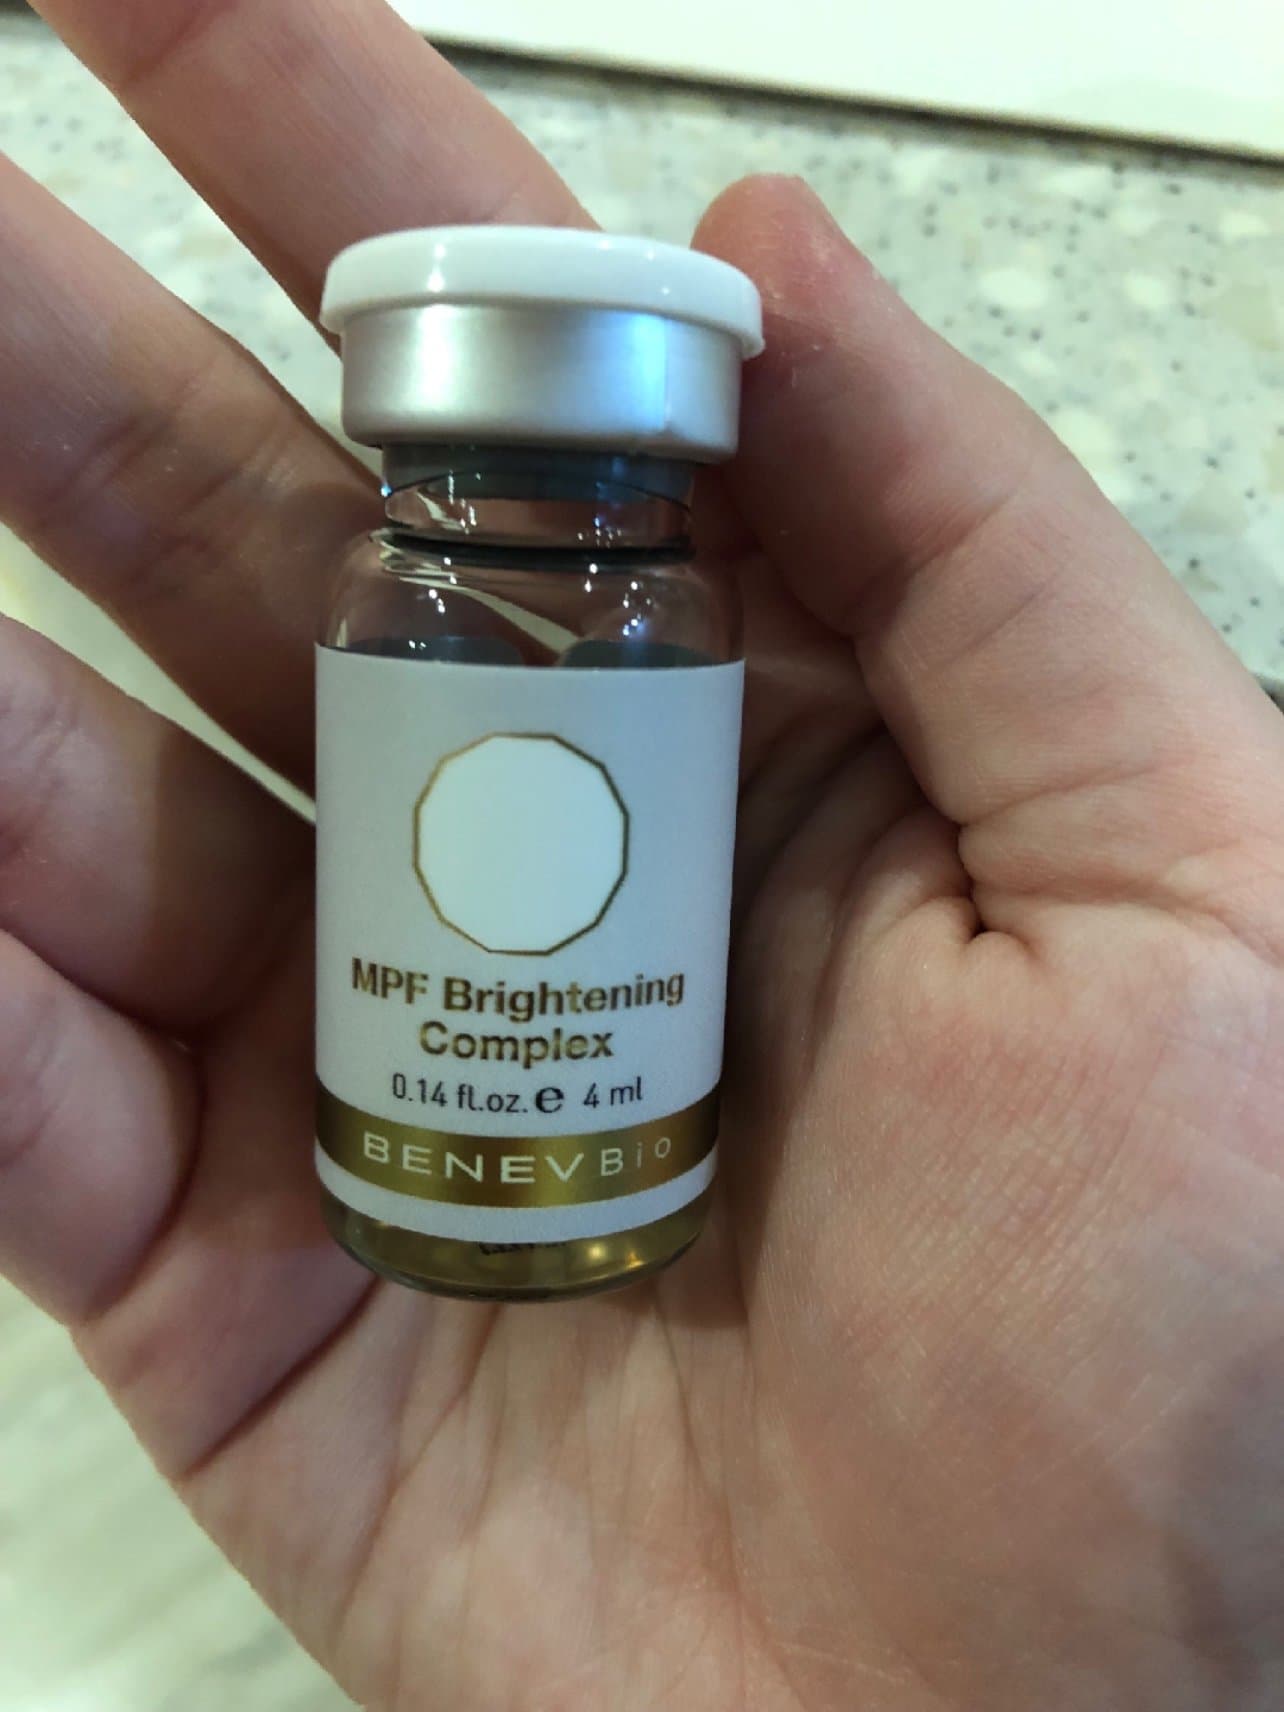 MPF Brightening
Complex
0.14 fl.oz. e 4 ml
BENEVBio